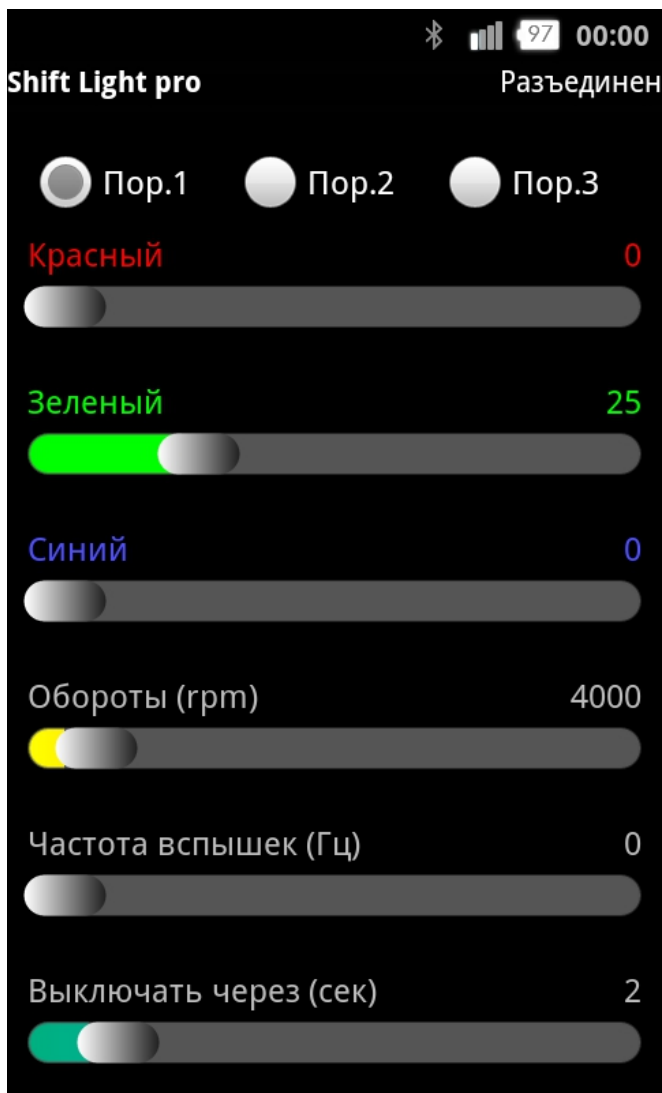 97 00:00
Shift Light pro Разъединен
Пор.1 Пор.2 Пор.3
Красный 0
Зеленый 25
Синий 0
Обороты (rpm) 4000
Частота вспышек (Гц) 0
Выключать через (сек) 2